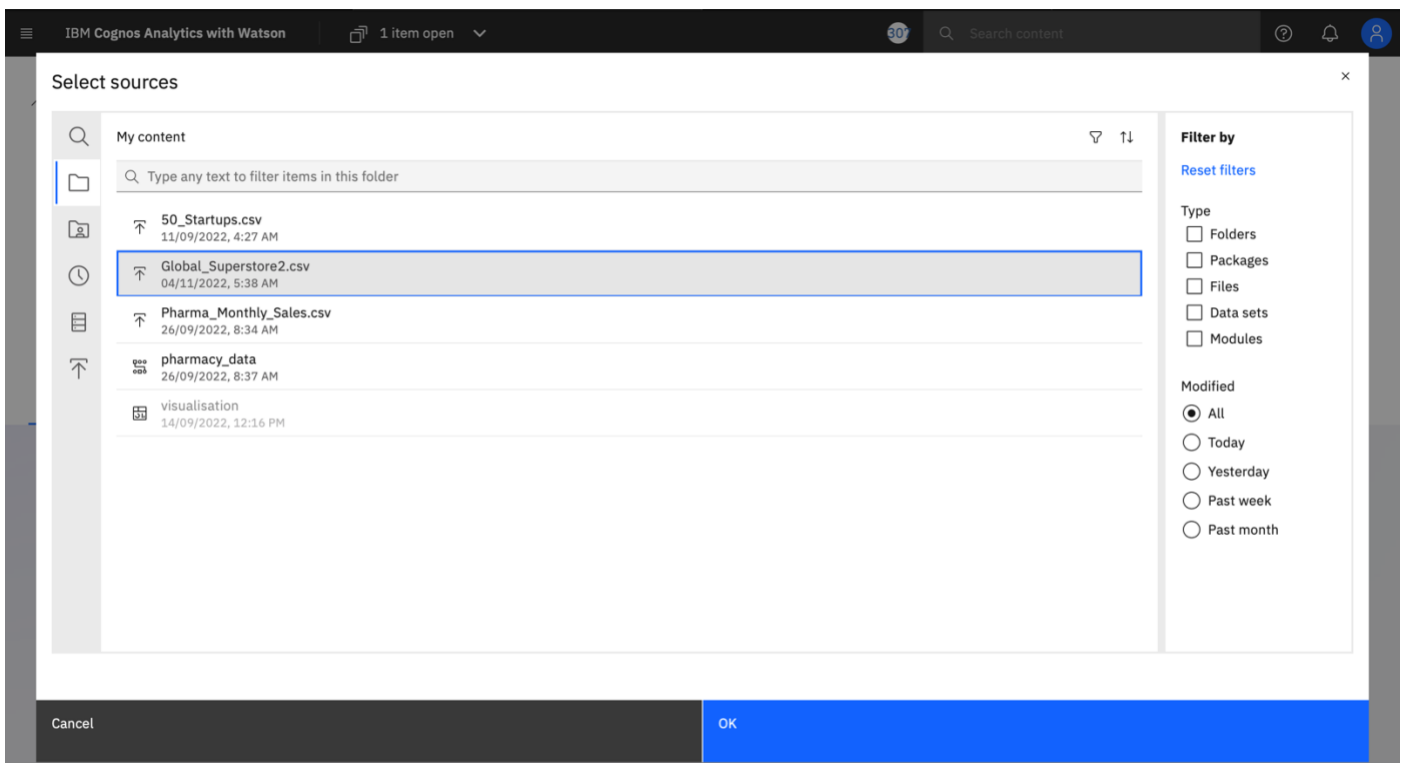 IBM Cognos Analytics with Watson
1 item open
30?
Search content
Select sources
My content
Type any text to filter items in this folder
50_Startups.csv
11/09/2022, 4:27 AM
Global_Superstore2.csv
04/11/2022, 5:38 AM
Pharma_Monthly_Sales.csv
26/09/2022, 8:34 AM
pharmacy_data
26/09/2022, 8:37 AM
visualisation
14/09/2022, 12:16 PM
Filter by
Reset filters
Type
Folders
Packages
Files
Data sets
Modules
Modified
All
Today
Yesterday
Past week
Past month
Cancel
OK